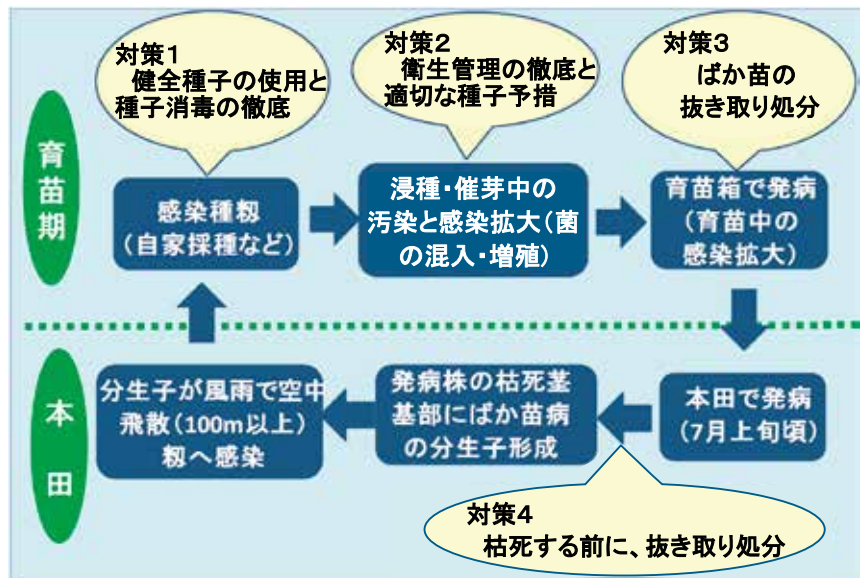 対策1
健全種子の使用と
種子消毒の徹底
対策2
衛生管理の徹底と
適切な種子予措
対策3
ばか苗の
抜き取り処分
育苗期
感染種籾
(自家採種など)
浸種・催芽中の
汚染と感染拡大(菌
の混入・増殖)
育苗箱で発病
(育苗中の
感染拡大)
本田
分生子が風雨で空中
飛散(100m以上)
籾へ感染
発病株の枯死茎
基部にばか苗病
の分生子形成
本田で発病
(7月上旬頃)
対策4
枯死する前に、抜き取り処分